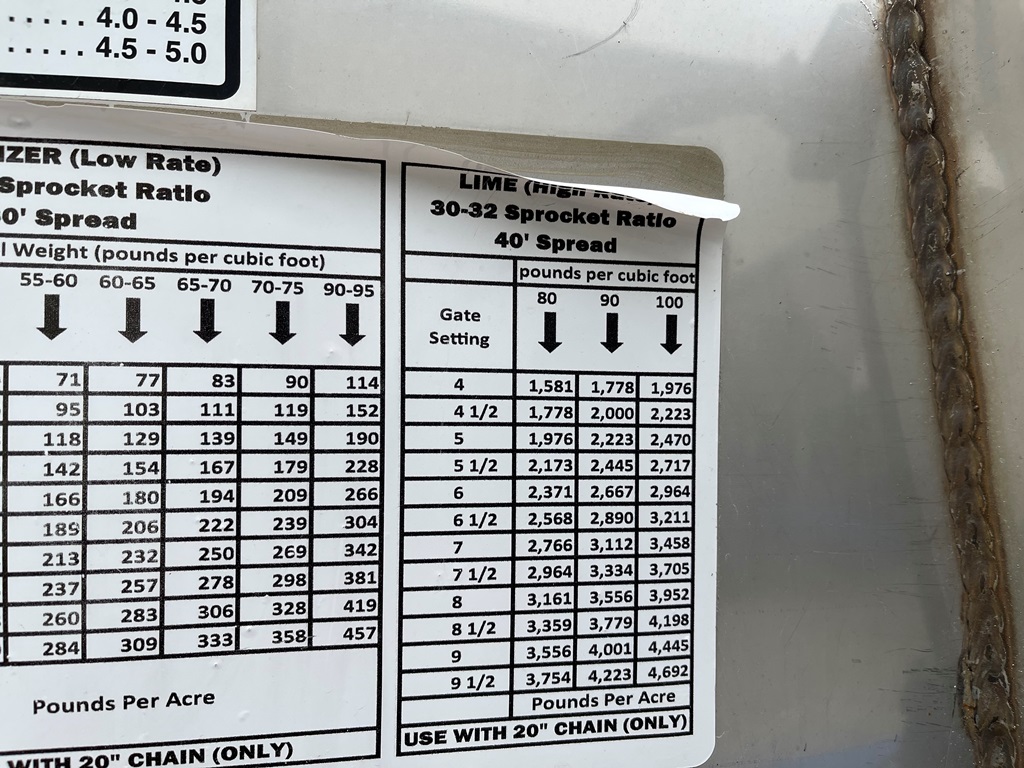 4.0 - 4.5
4.5 - 5.0
IZER (Low Rate)
Sprocket Ratio
0' Spread
l Weight (pounds per cubic foot)
55-60 60-65 65-70 70-75 90-95
71 77 83 90 114
95 103 111 119 152
118 129 139 149 190
142 154 167 179 228
166 180 194 209 266
189 206 222 239 304
213 232 250 269 342
237 257 278 298 381
260 283 306 328 419
284 309 333 358 457
Pounds Per Acre
WITH 20" CHAIN (ONLY)
LIME (High Rate)
30-32 Sprocket Ratio
40' Spread
pounds per cubic foot
80 90 100
Gate
Setting
4 1,581 1,778 1,976
4 1/2 1,778 2,000 2,223
5 1,976 2,223 2,470
5 1/2 2,173 2,445 2,717
6 2,371 2,667 2,964
6 1/2 2,568 2,890 3,211
7 2,766 3,112 3,458
7 1/2 2,964 3,334 3,705
8 3,161 3,556 3,952
8 1/2 3,359 3,779 4,198
9 3,556 4,001 4,445
9 1/2 3,754 4,223 4,692
Pounds Per Acre
USE WITH 20" CHAIN (ONLY)